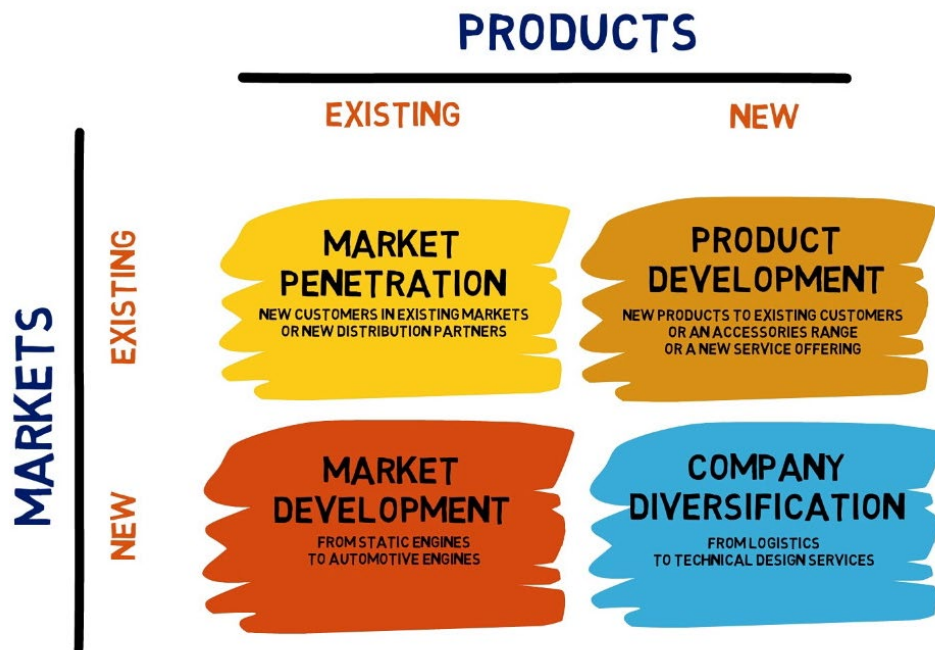 PRODUCTS
EXISTING
NEW
MARKETS
EXISTING
NEW
MARKET
PENETRATION
NEW CUSTOMERS IN EXISTING MARKETS
OR NEW DISTRIBUTION PARTNERS
PRODUCT
DEVELOPMENT
NEW PRODUCTS TO EXISTING CUSTOMERS
OR AN ACCESSORIES RANGE
OR A NEW SERVICE OFFERING
MARKET
DEVELOPMENT
FROM STATIC ENGINES
TO AUTOMOTIVE ENGINES
COMPANY
DIVERSIFICATION
FROM LOGISTICS
TO TECHNICAL DESIGN SERVICES